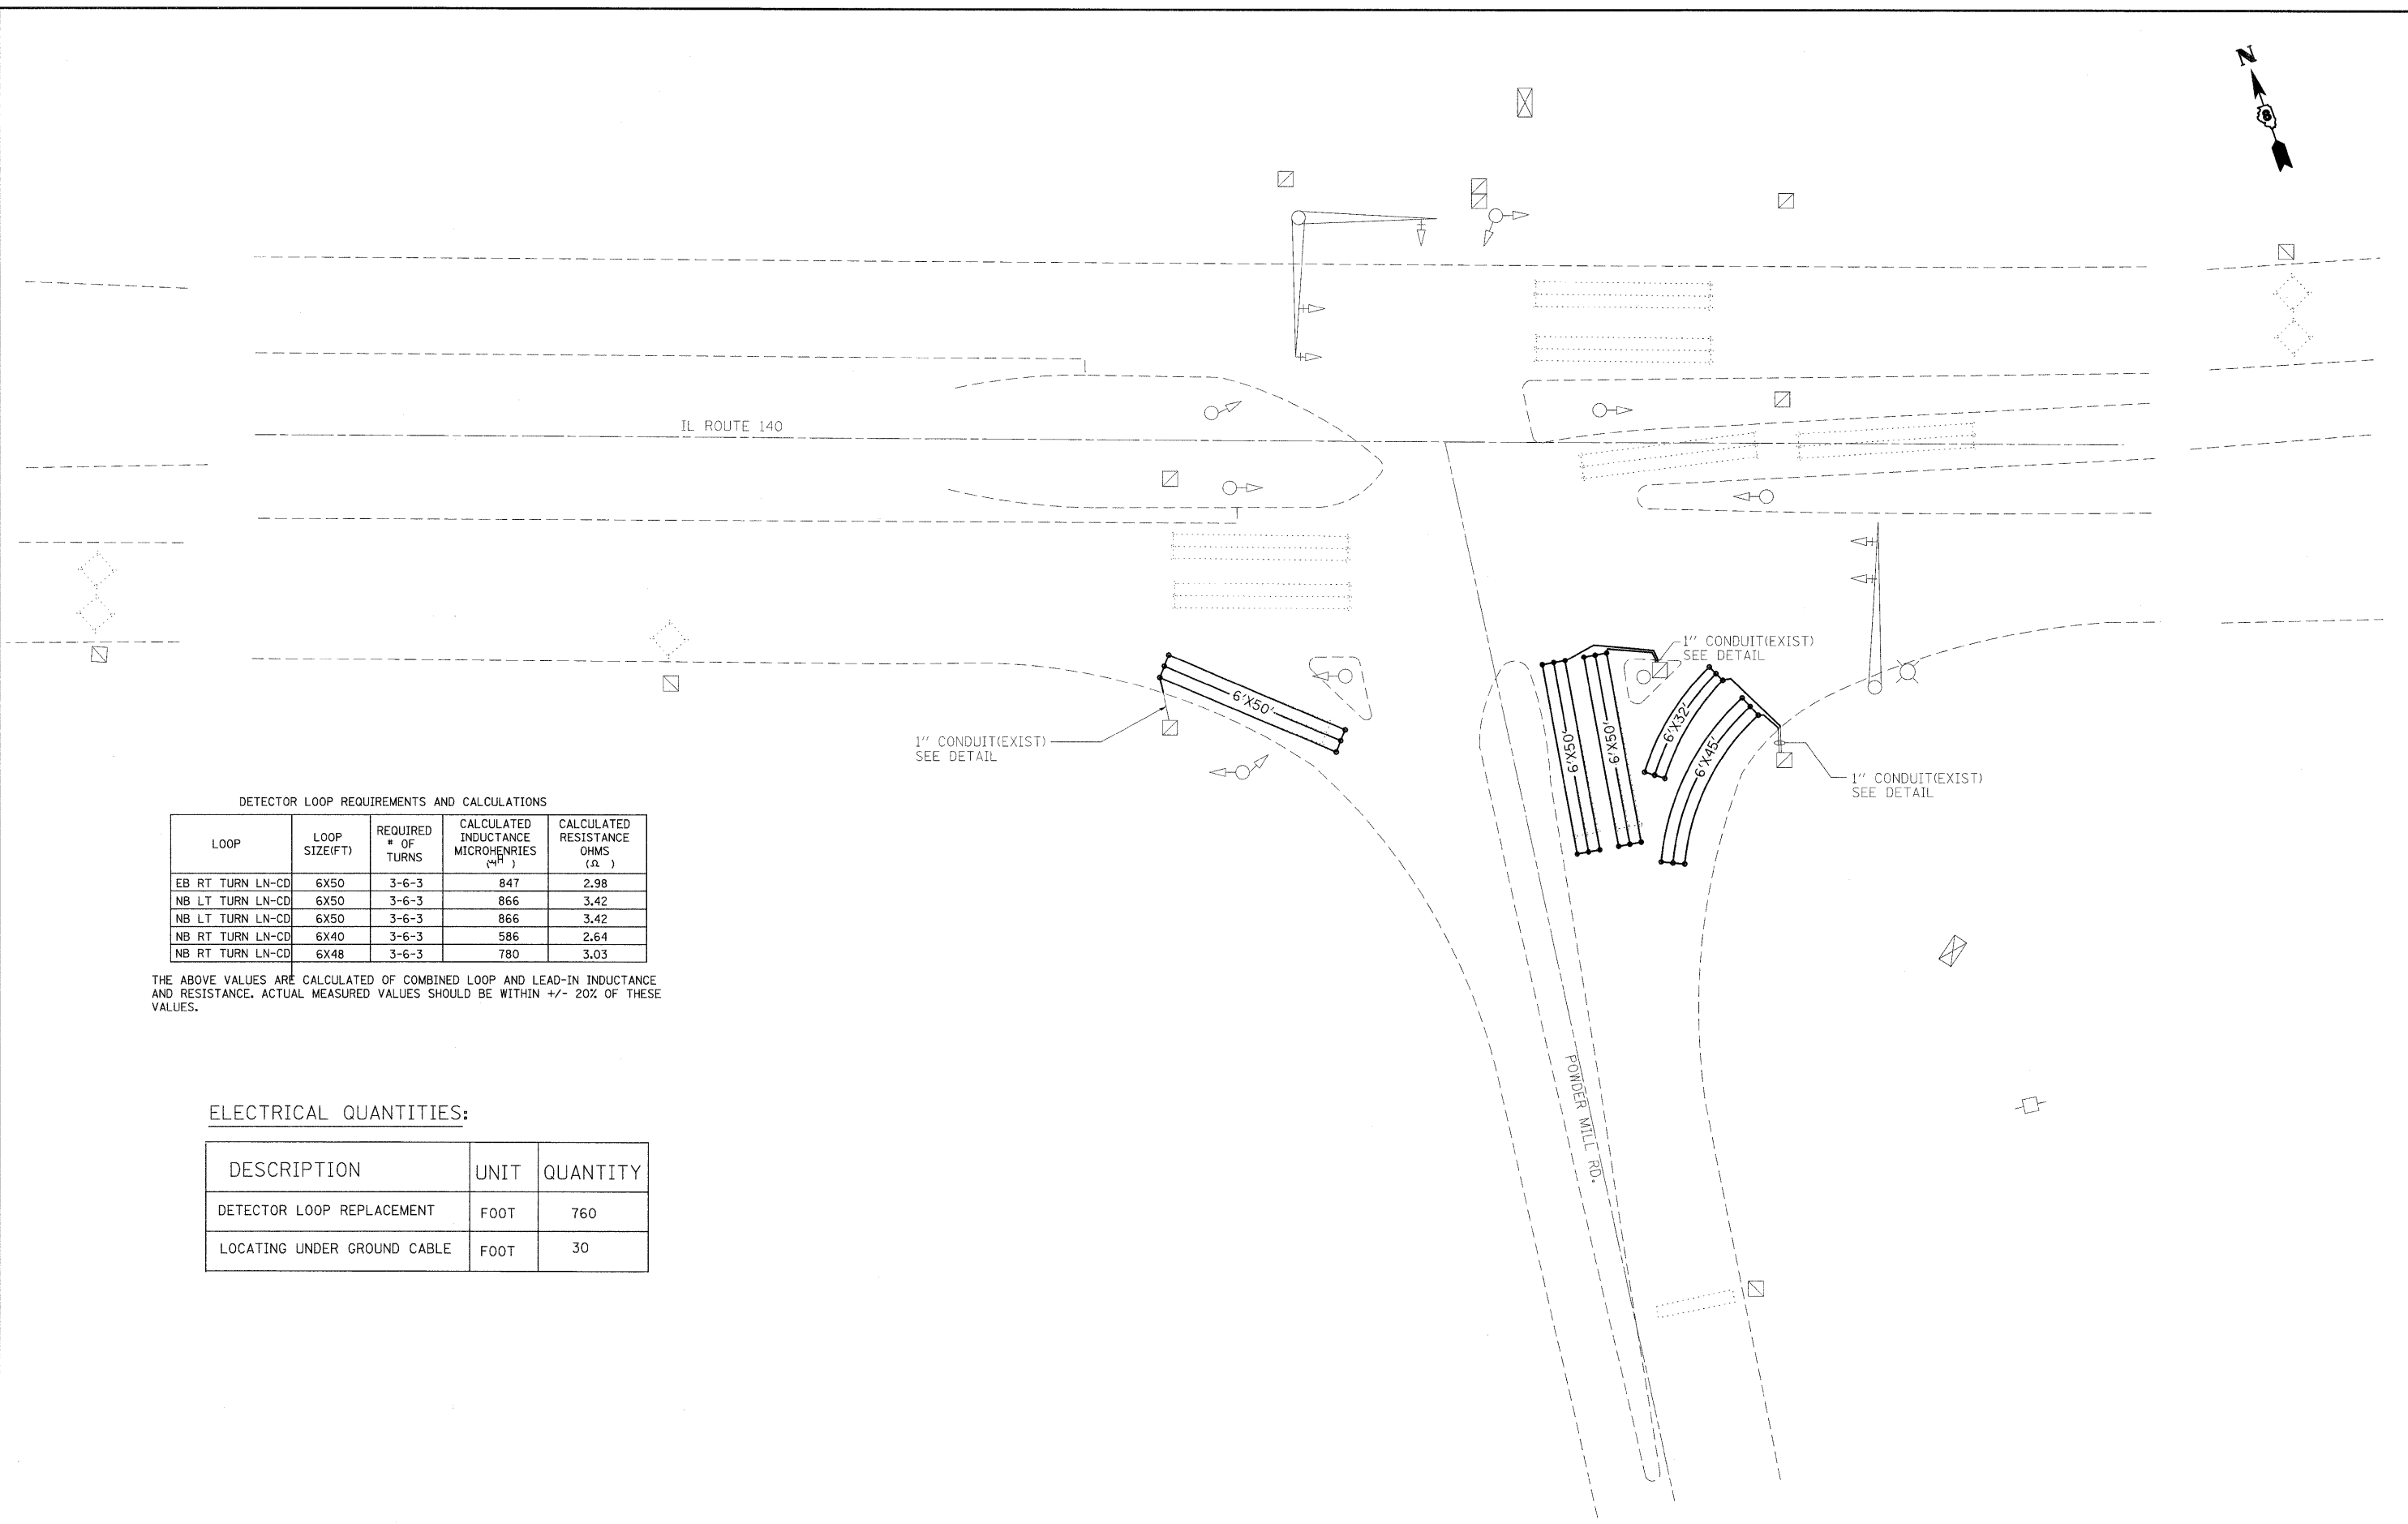 N
8
IL ROUTE 140
1" CONDUIT(EXIST)
SEE DETAIL
6'X50'
1" CONDUIT(EXIST)
SEE DETAIL
6'X50'
6'X50'
6'X32'
6'X45'
1" CONDUIT(EXIST)
SEE DETAIL
POWDER MILL RD.
DETECTOR LOOP REQUIREMENTS AND CALCULATIONS
LOOP
LOOP
SIZE(FT)
REQUIRED
# OF
TURNS
CALCULATED
INDUCTANCE
MICROHENRIES
(μH )
CALCULATED
RESISTANCE
OHMS
(Ω )
EB RT TURN LN-CD 6X50 3-6-3 847 2.98
NB LT TURN LN-CD 6X50 3-6-3 866 3.42
NB LT TURN LN-CD 6X50 3-6-3 866 3.42
NB RT TURN LN-CD 6X40 3-6-3 586 2.64
NB RT TURN LN-CD 6X48 3-6-3 780 3.03
THE ABOVE VALUES ARE CALCULATED OF COMBINED LOOP AND LEAD-IN INDUCTANCE
AND RESISTANCE. ACTUAL MEASURED VALUES SHOULD BE WITHIN +/- 20% OF THESE
VALUES.
ELECTRICAL QUANTITIES:
DESCRIPTION UNIT QUANTITY
DETECTOR LOOP REPLACEMENT FOOT 760
LOCATING UNDER GROUND CABLE FOOT 30